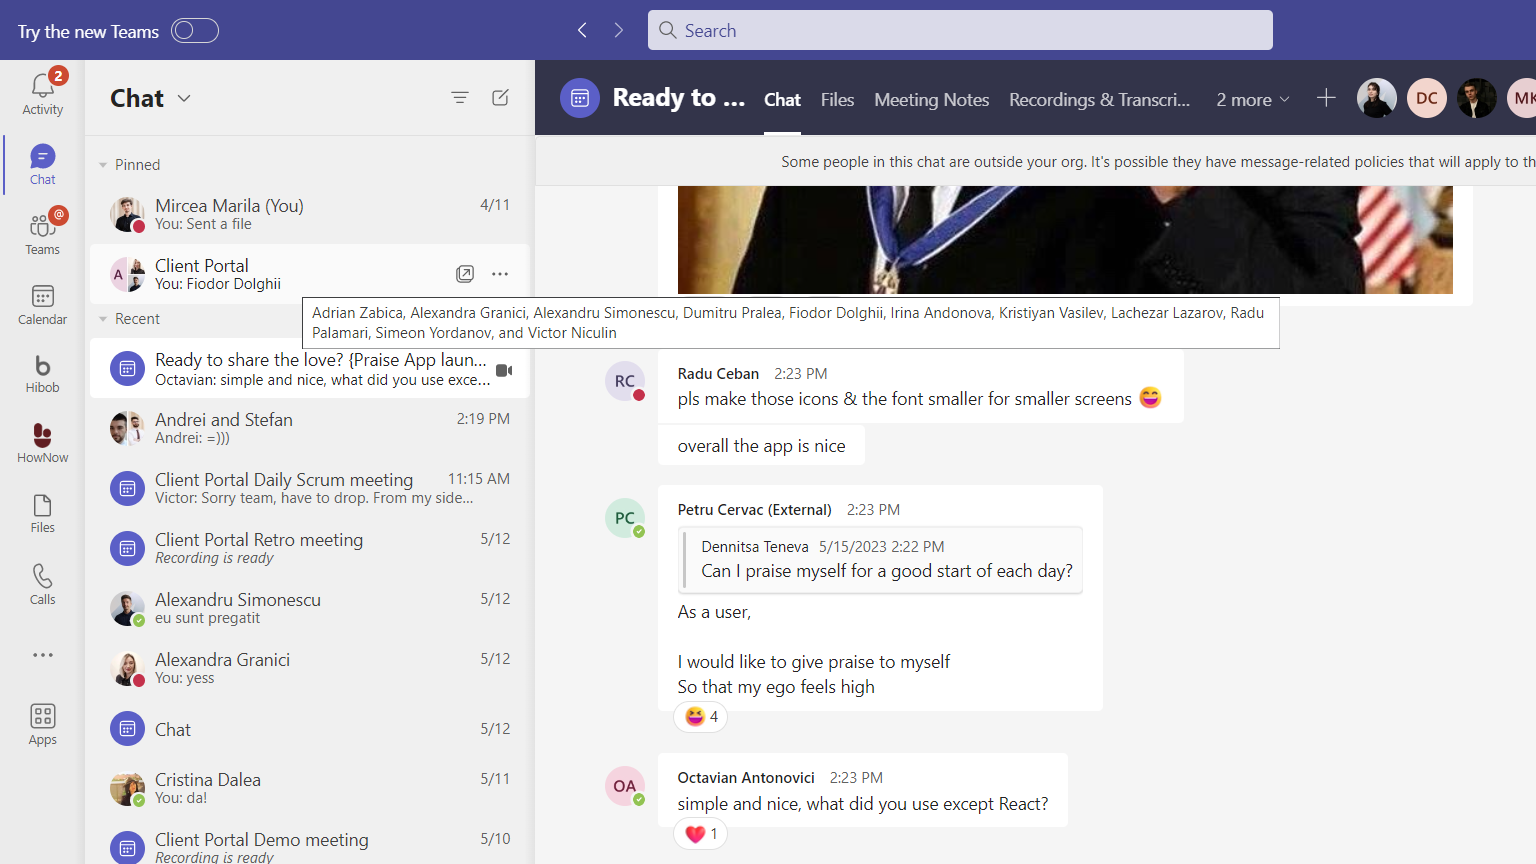 Try the new Teams
Search
2
Activity
Chat
@
Teams
Calendar
Hibob
HowNow
Files
Calls
Apps
Chat
Pinned
Mircea Marila (You) 4/11
You: Sent a file
A
Client Portal
You: Fiodor Dolghii
Recent
Adrian Zabica, Alexandra Granici, Alexandru Simonescu, Dumitru Pralea, Fiodor Dolghii, Irina Andonova, Kristiyan Vasilev, Lachezar Lazarov, Radu
Palamari, Simeon Yordanov, and Victor Niculin
Ready to share the love? {Praise App laun...
Octavian: simple and nice, what did you use exce...
Andrei and Stefan 2:19 PM
Andrei: =)))
Client Portal Daily Scrum meeting 11:15 AM
Victor: Sorry team, have to drop. From my side...
Client Portal Retro meeting 5/12
Recording is ready
Alexandru Simonescu 5/12
eu sunt pregatit
Alexandra Granici 5/12
You: yess
Chat 5/12
Cristina Dalea 5/11
You: da!
Client Portal Demo meeting 5/10
Recording is ready
Ready to ... Chat Files Meeting Notes Recordings & Transcri... 2 more DC MK
Some people in this chat are outside your org. It's possible they have message-related policies that will apply to th
RC
Radu Ceban 2:23 PM
pls make those icons & the font smaller for smaller screens 😄
overall the app is nice
PC
Petru Cervac (External) 2:23 PM
Dennitsa Teneva 5/15/2023 2:22 PM
Can I praise myself for a good start of each day?
As a user,
I would like to give praise to myself
So that my ego feels high
😆 4
OA
Octavian Antonovici 2:23 PM
simple and nice, what did you use except React?
❤️ 1